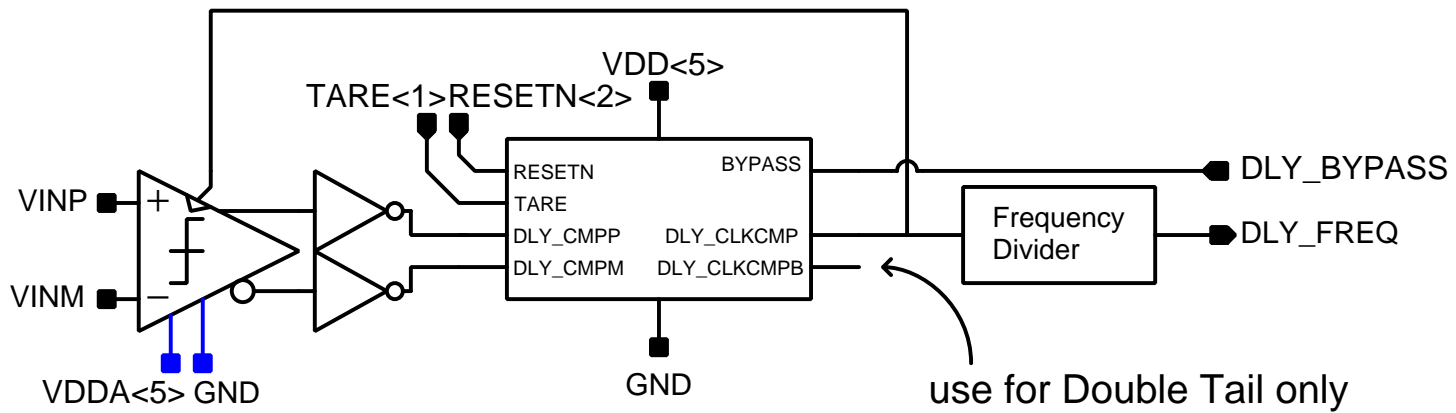 VDD<5>
TARE<1>RESETN<2>
RESETN
BYPASS
DLY_BYPASS
VINP
+
TARE
DLY_CMPP
DLY_CLKCMP
Frequency
Divider
DLY_FREQ
DLY_CMPM
DLY_CLKCMPB
VINM
−
VDDA<5> GND
GND
use for Double Tail only